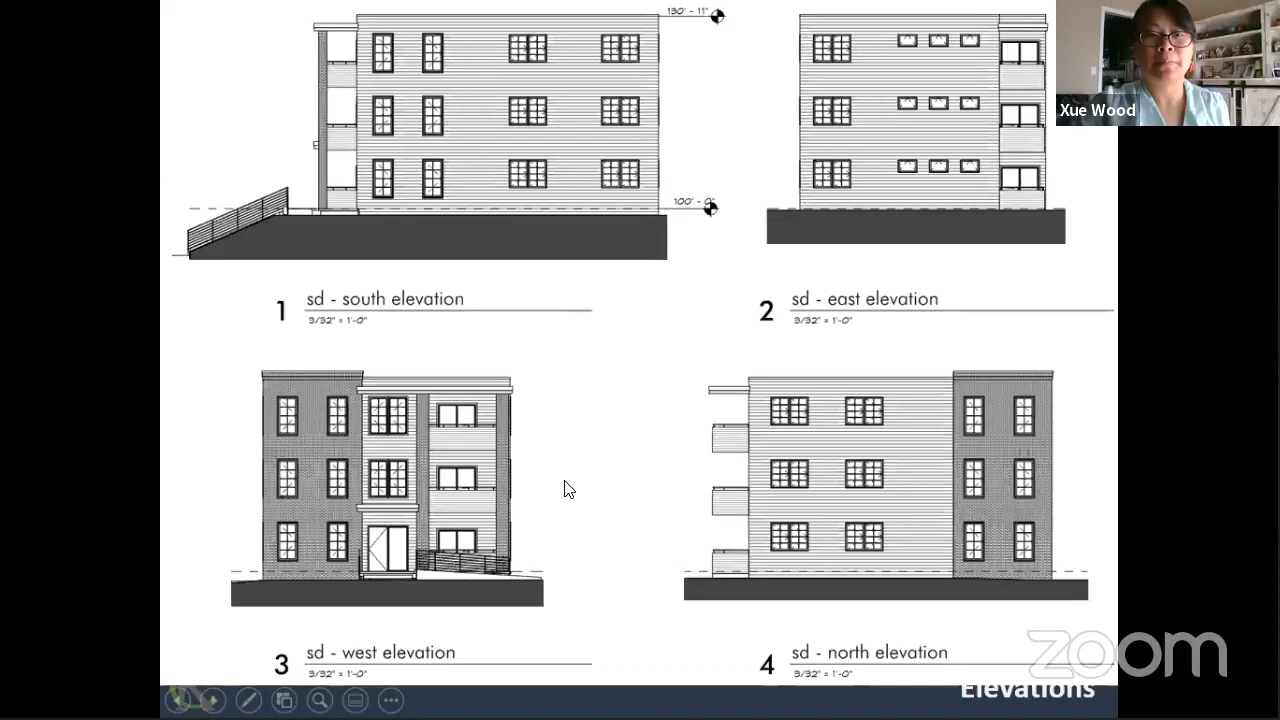 130' - 11"
Xue Wood
100' - 0"
1 sd - south elevation
3/32" = 1'-0"
2 sd - east elevation
3/32" = 1'-0"
3 sd - west elevation
3/32" = 1'-0"
4 sd - north elevation
3/32" = 1'-0"
zoom
Elevations